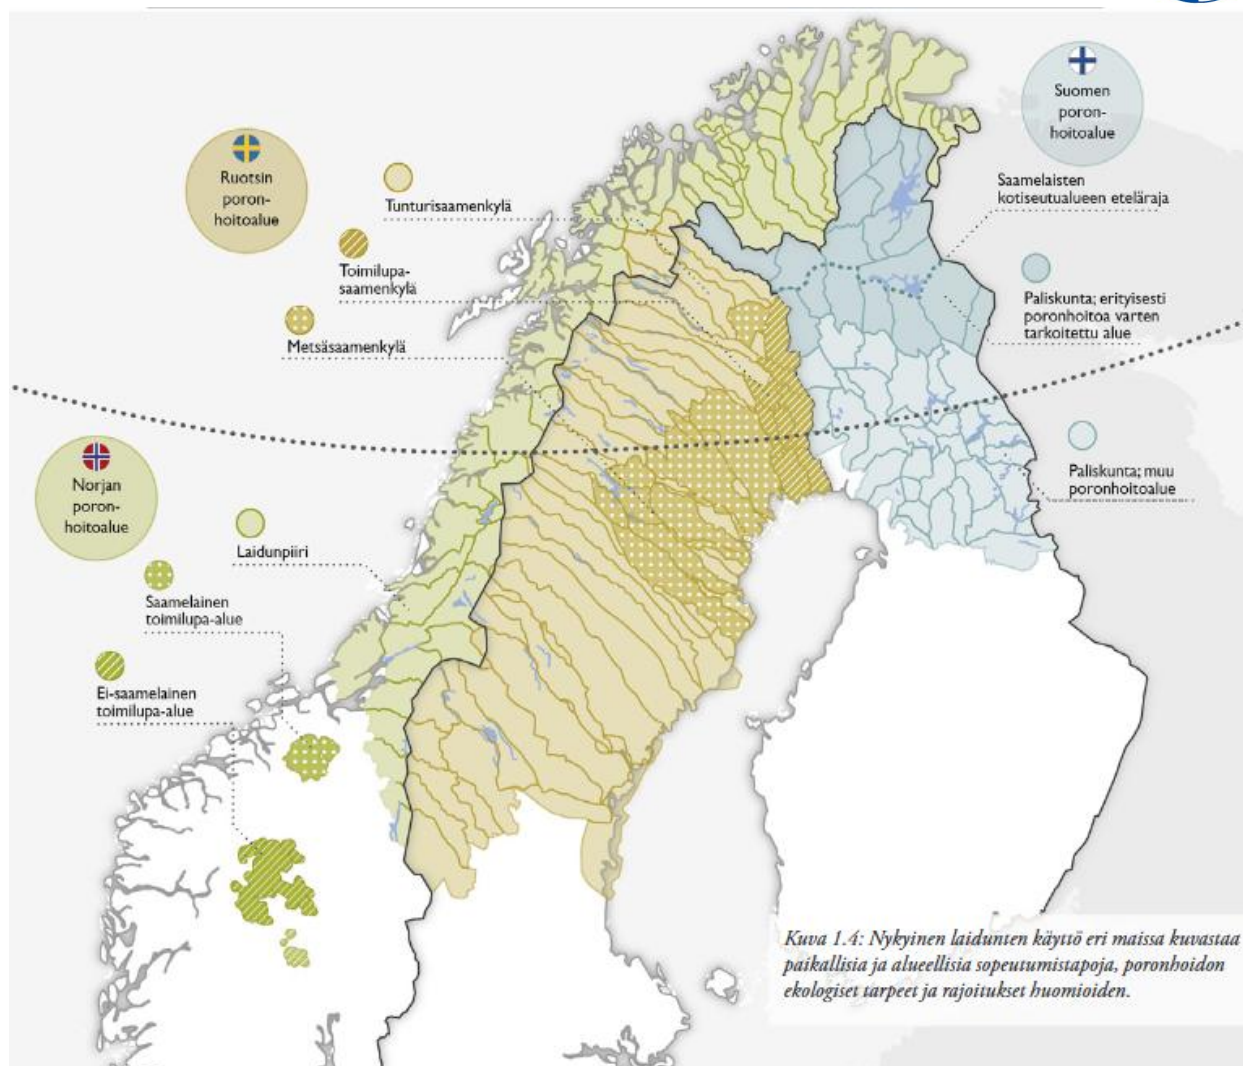 Suomen
poron-
hoitoalue
Ruotsin
poron-
hoitoalue
Tunturisaamenkylä
Saamelaisten
kotiseutualueen eteläraja
Toimilupa-
saamenkylä
Paliskunta; erityisesti
poronhoitoa varten
tarkoitettu alue
Metsäsaamenkylä
Norjan
poron-
hoitoalue
Paliskunta; muu
poronhoitoalue
Laidunpiiri
Saamelainen
toimilupa-alue
Ei-saamelainen
toimilupa-alue
Kuva 1.4: Nykyinen laidunten käyttö eri maissa kuvastaa
paikallisia ja alueellisia sopeutumistapoja, poronhoidon
ekologiset tarpeet ja rajoitukset huomioiden.